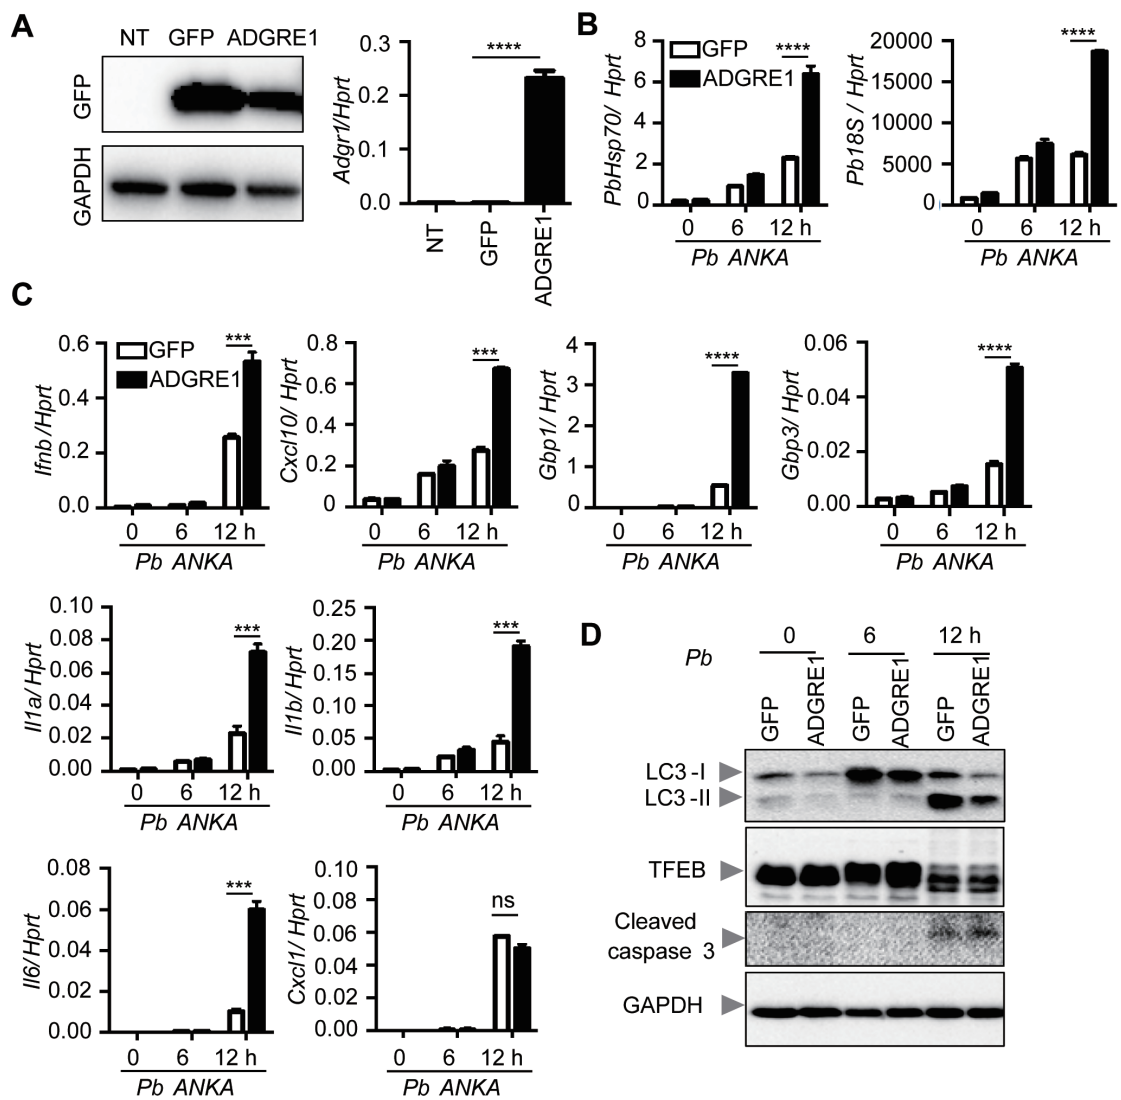 A
NT GFP ADGRE1
GFP
GAPDH
Adgr1/Hprt
0.3
0.2
0.1
0.0
****
NT
GFP
ADGRE1
B
PbHsp70/ Hprt
8
6
4
2
0
GFP
ADGRE1
****
0 6 12 h
Pb ANKA
Pb18S / Hprt
20000
15000
10000
5000
0
****
0 6 12 h
Pb ANKA
C
Ifnb /Hprt
0.6
0.4
0.2
0.0
GFP
ADGRE1
***
0 6 12 h
Pb ANKA
Cxcl10/ Hprt
0.8
0.6
0.4
0.2
0
***
0 6 12 h
Pb ANKA
Gbp1/ Hprt
4
3
2
1
0
****
0 6 12 h
Pb ANKA
Gbp3/ Hprt
0.06
0.04
0.02
0.00
****
0 6 12 h
Pb ANKA
Il1a/ Hprt
0.10
0.08
0.06
0.04
0.02
0.00
***
0 6 12 h
Pb ANKA
Il1b/ Hprt
0.25
0.20
0.15
0.10
0.05
0.00
***
0 6 12 h
Pb ANKA
Il6/ Hprt
0.08
0.06
0.04
0.02
0.00
***
0 6 12 h
Pb ANKA
Cxcl1/ Hprt
0.10
0.08
0.06
0.04
0.02
0.00
ns
0 6 12 h
Pb ANKA
D
Pb
0 6 12 h
GFP
ADGRE1
GFP
ADGRE1
GFP
ADGRE1
LC3 -I
LC3 -II
TFEB
Cleaved
caspase 3
GAPDH